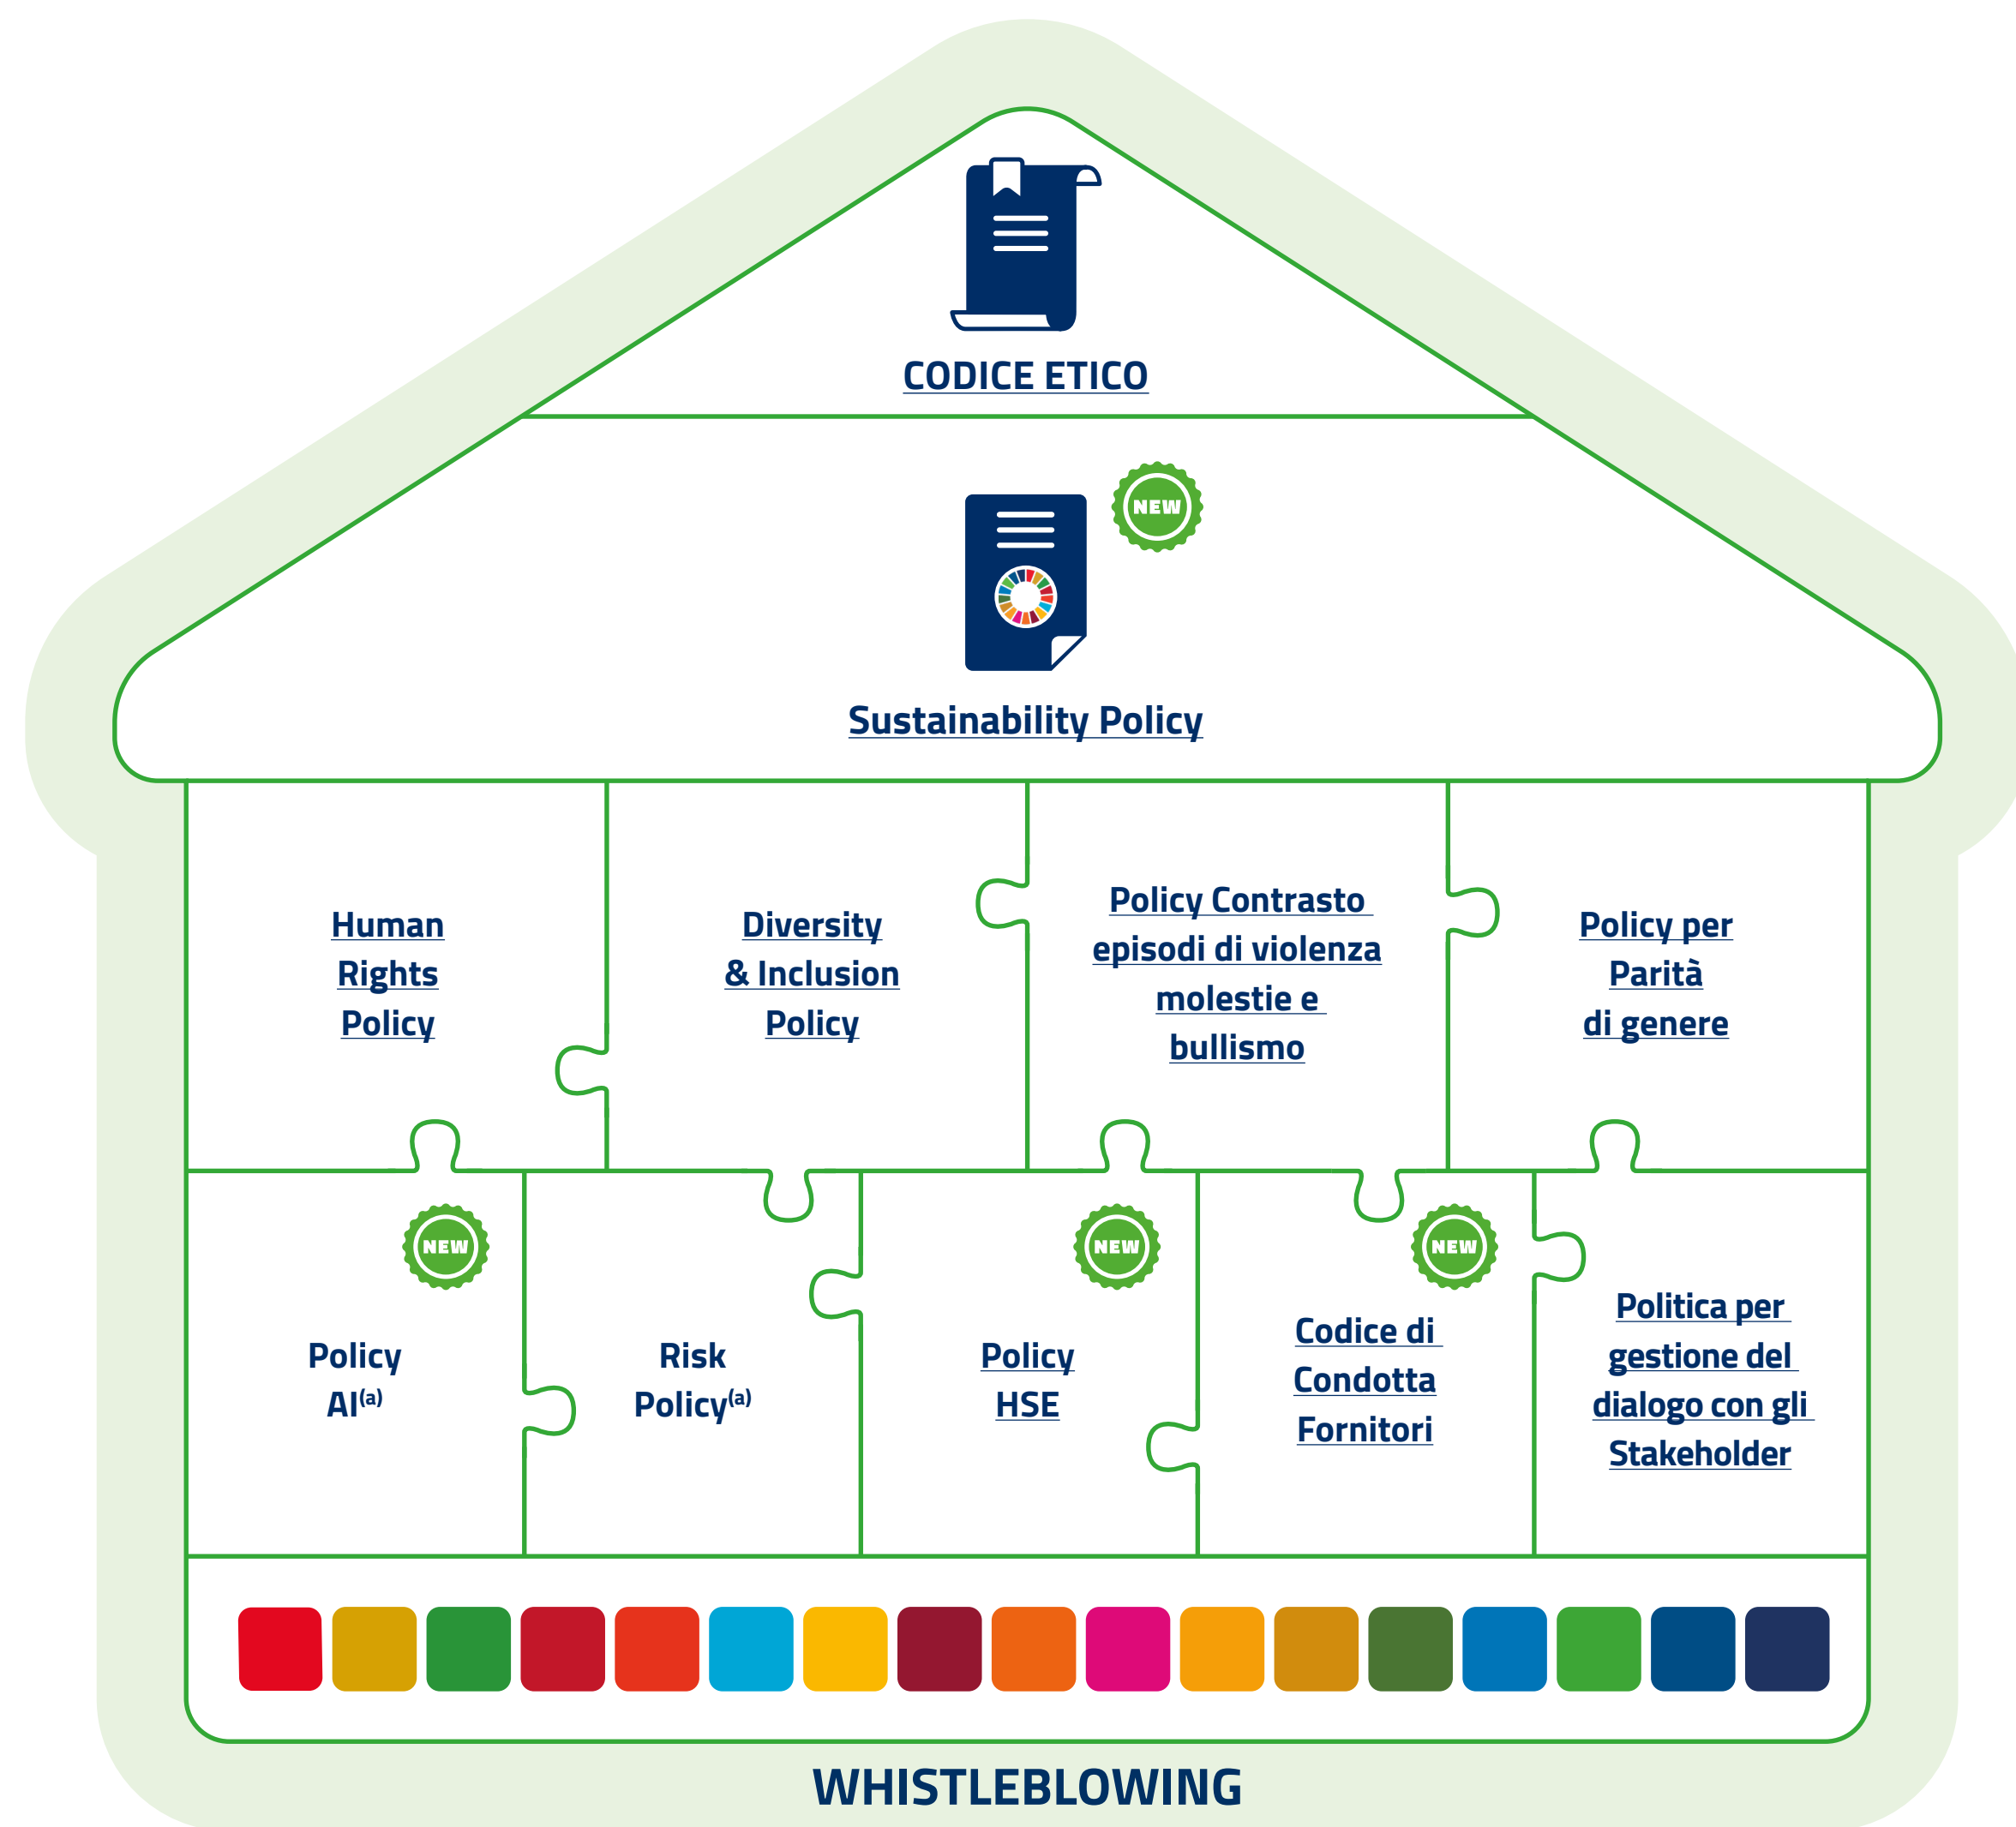 CODICE ETICO
NEW
Sustainability Policy
Human
Rights
Policy
Diversity
& Inclusion
Policy
Policy Contrasto
episodi di violenza
molestie e
bullismo
Policy per
Parità
di genere
NEW
Policy
AI(a)
Risk
Policy(a)
NEW
Policy
HSE
NEW
Codice di
Condotta
Fornitori
Politica per
gestione del
dialogo con gli
Stakeholder
WHISTLEBLOWING